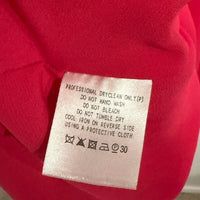 PROFESSIONAL DRYCLEAN ONLY[P]
DO NOT HAND WASH
DO NOT BLEACH
DO NOT TUMBLE DRY
COOL IRON ON REVERSE SIDE
USING A PROTECTIVE CLOTH
P 30